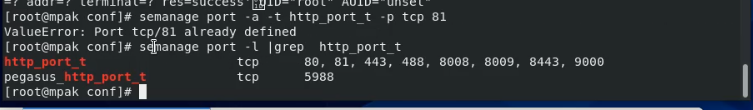 =? addr=? terminal=? res=success'□UID="root" AUID="unset"
[root@mpak conf]# semanage port -a -t http_port_t -p tcp 81
ValueError: Port tcp/81 already defined
[root@mpak conf]# semanage port -l |grep  http_port_t
http_port_t                    tcp      80, 81, 443, 488, 8008, 8009, 8443, 9000
pegasus_http_port_t            tcp      5988
[root@mpak conf]#